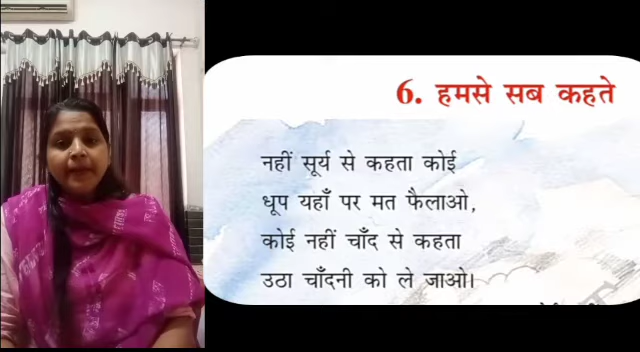 6. हमसे सब कहते
नहीं सूर्य से कहता कोई
धूप यहाँ पर मत फैलाओ,
कोई नहीं चाँद से कहता
उठा चाँदनी को ले जाओ।